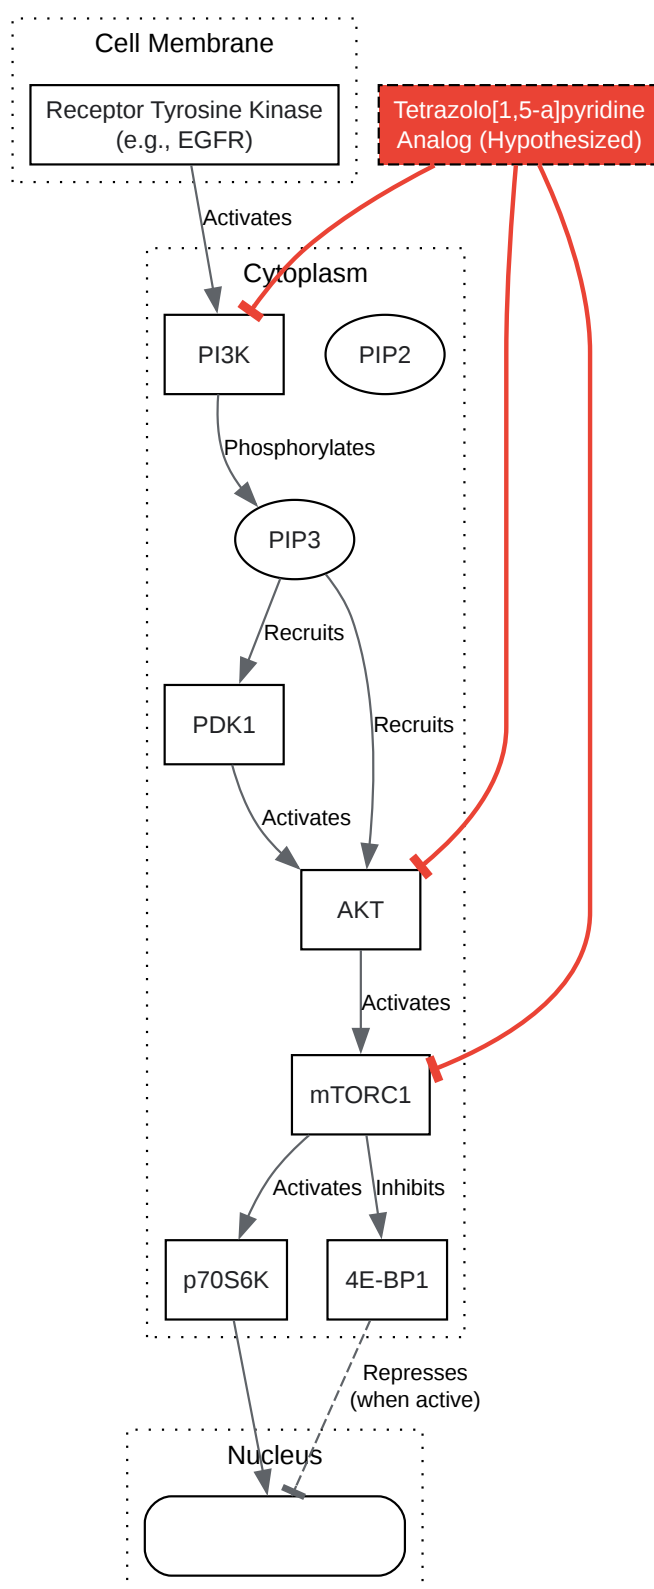 Cell Membrane
Receptor Tyrosine Kinase
(e.g., EGFR)
Tetrazolo[1,5-a]pyridine
Analog (Hypothesized)
Activates
Cytoplasm
PI3K
PIP2
Phosphorylates
PIP3
Recruits
PDK1
Recruits
Activates
AKT
Activates
mTORC1
Activates
Inhibits
p70S6K
4E-BP1
Represses
(when active)
Nucleus